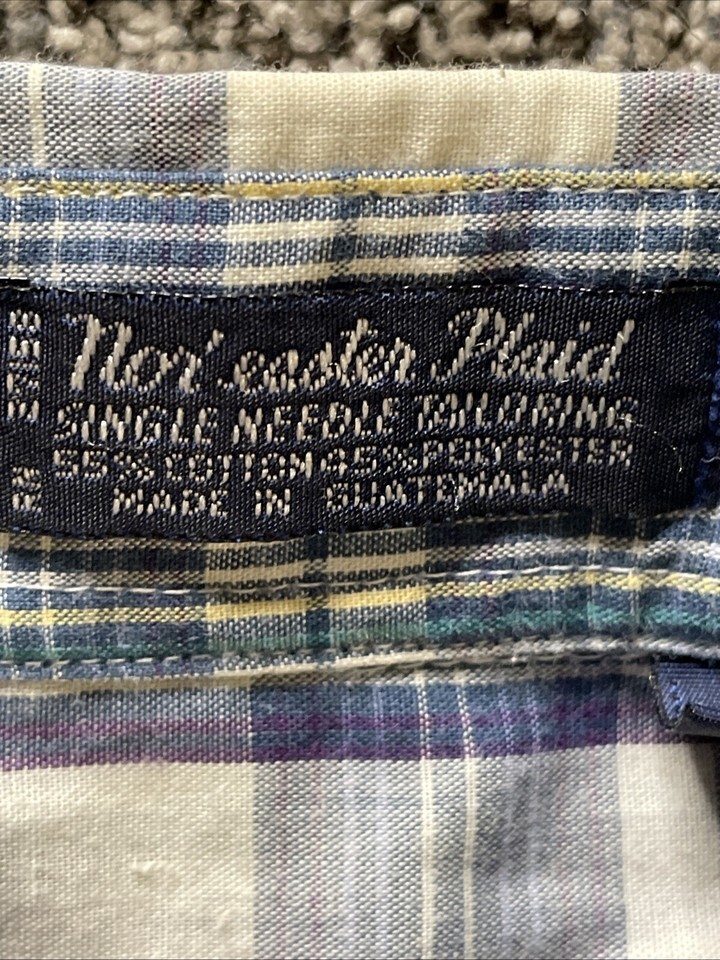 Nor'easter Plaid
SINGLE NEEDLE TAILORING
55% COTTON 45% POLYESTER
MADE IN GUATEMALA